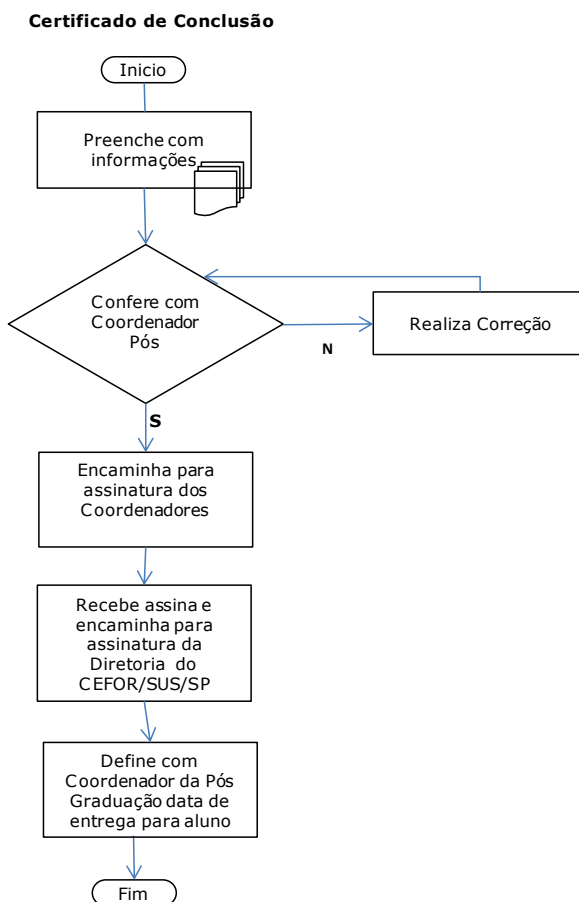 Certificado de Conclusão
Inicio
Preenche com
informações
Confere com
Coordenador
Pós
Realiza Correção
N
S
Encaminha para
assinatura dos
Coordenadores
Recebe assina e
encaminha para
assinatura da
Diretoria do
CEFOR/SUS/SP
Define com
Coordenador da Pós
Graduação data de
entrega para aluno
Fim